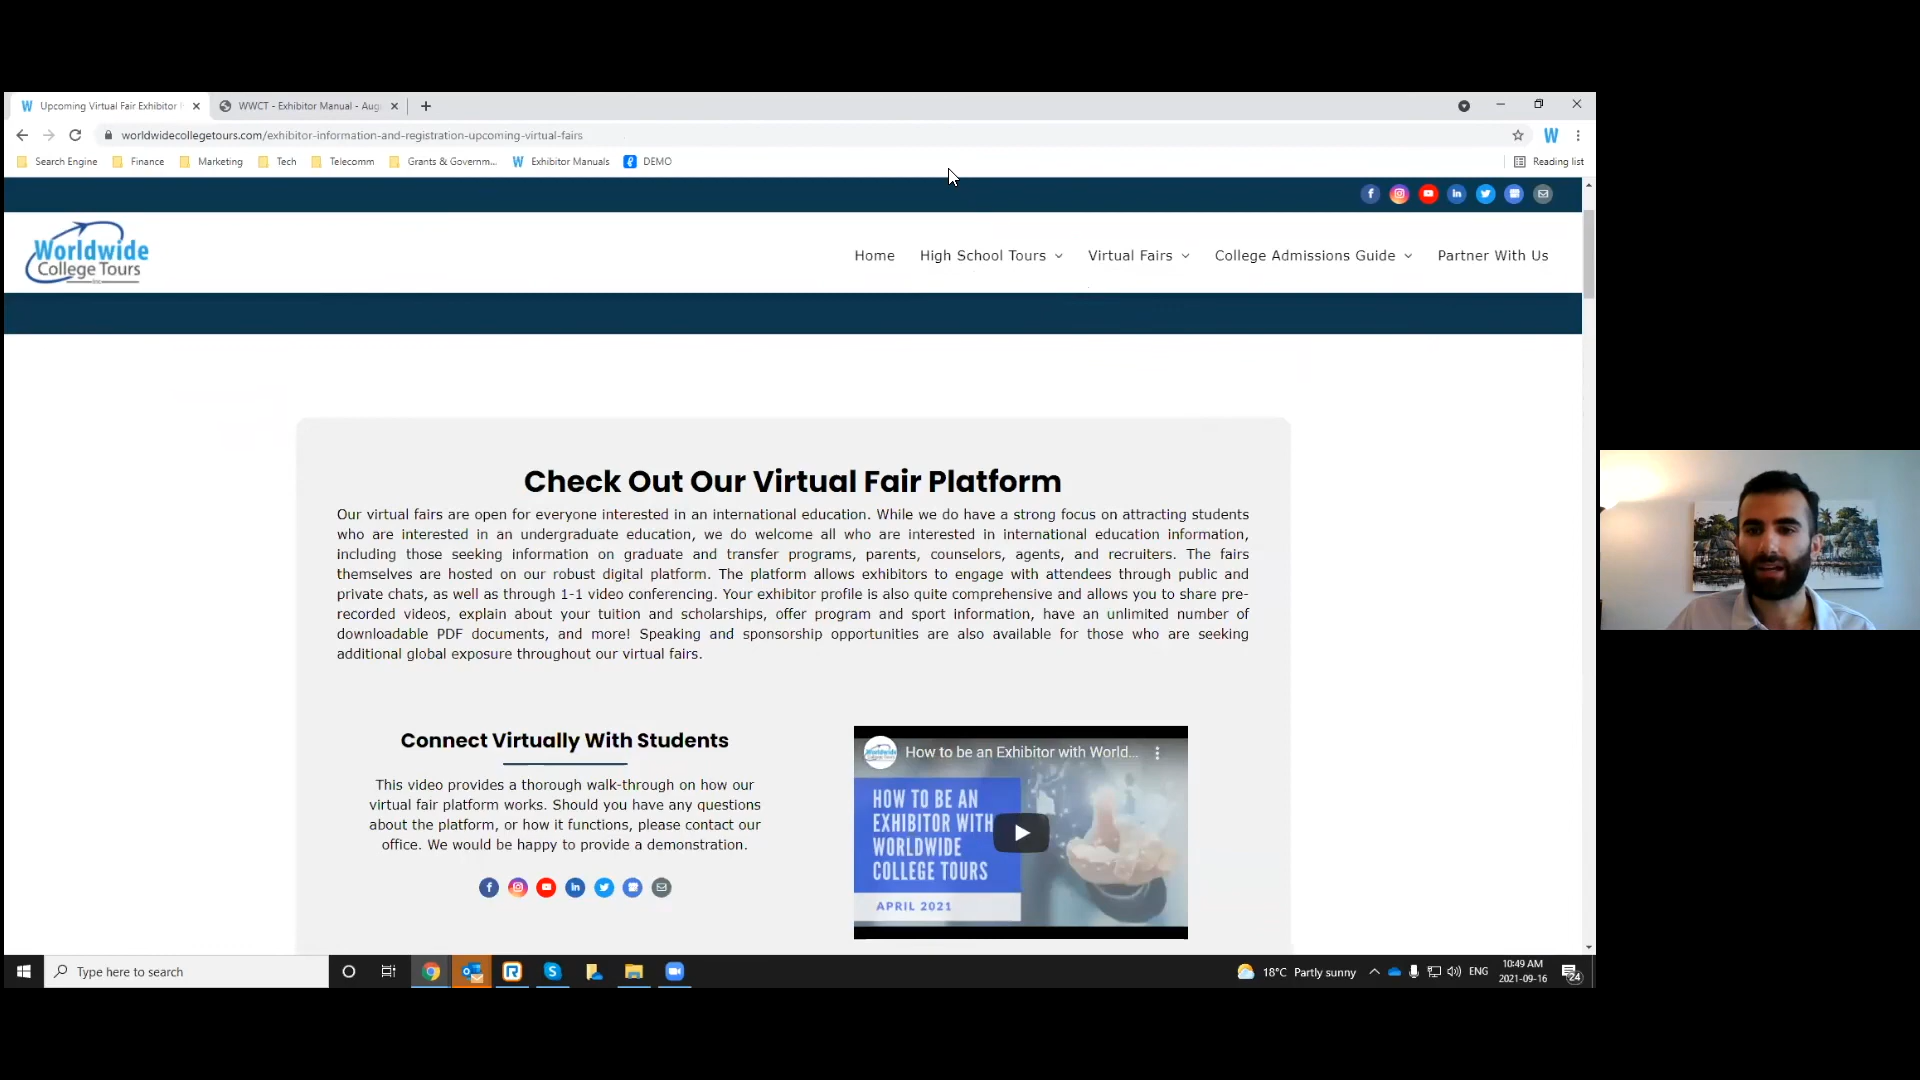 Upcoming Virtual Fair Exhibitor
WWCT - Exhibitor Manual - Aug
worldwidecollegetours.com/exhibitor-information-and-registration-upcoming-virtual-fairs
Search Engine
Finance
Marketing
Tech
Telecomm
Grants & Governm...
Exhibitor Manuals
DEMO
Reading list
Worldwide
College Tours
Home
High School Tours
Virtual Fairs
College Admissions Guide
Partner With Us
Check Out Our Virtual Fair Platform
Our virtual fairs are open for everyone interested in an international education. While we do have a strong focus on attracting students
who are interested in an undergraduate education, we do welcome all who are interested in international education information,
including those seeking information on graduate and transfer programs, parents, counselors, agents, and recruiters. The fairs
themselves are hosted on our robust digital platform. The platform allows exhibitors to engage with attendees through public and
private chats, as well as through 1-1 video conferencing. Your exhibitor profile is also quite comprehensive and allows you to share pre-
recorded videos, explain about your tuition and scholarships, offer program and sport information, have an unlimited number of
downloadable PDF documents, and more! Speaking and sponsorship opportunities are also available for those who are seeking
additional global exposure throughout our virtual fairs.
Connect Virtually With Students
This video provides a thorough walk-through on how our
virtual fair platform works. Should you have any questions
about the platform, or how it functions, please contact our
office. We would be happy to provide a demonstration.
How to be an Exhibitor with World...
HOW TO BE AN
EXHIBITOR WITH
WORLDWIDE
COLLEGE TOURS
APRIL 2021
Type here to search
18°C Partly sunny
ENG
10:49 AM
2021-09-16
24